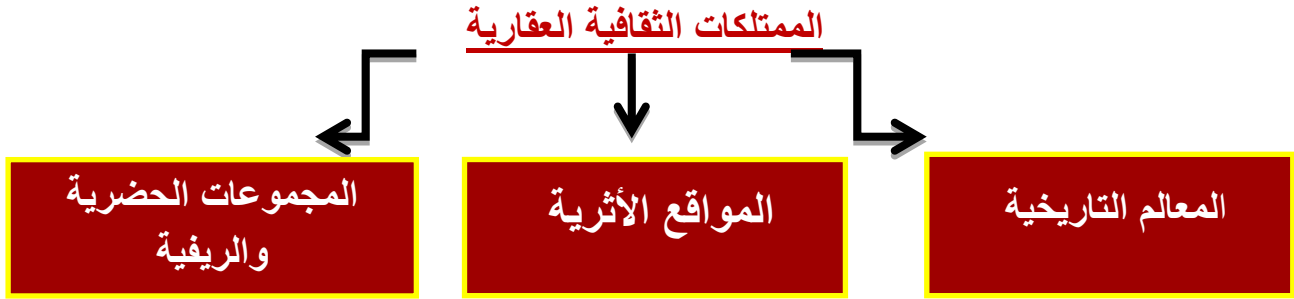 الممتلكات الثقافية العقارية
المعالم التاريخية
المواقع الأثرية
المجموعات الحضرية
والريفية